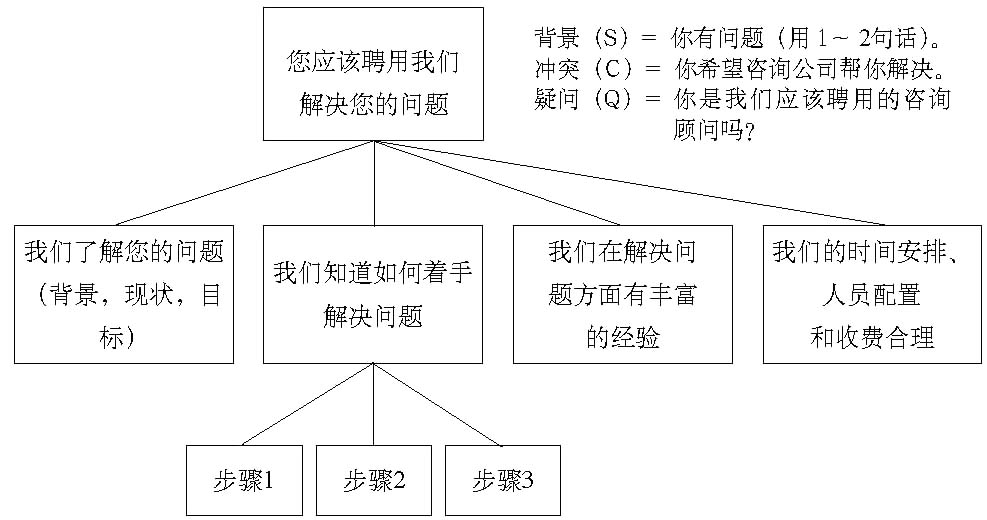 您应该聘用我们
解决您的问题
背景（S）= 你有问题（用 1～ 2句话）。
冲突（C）= 你希望咨询公司帮你解决。
疑问（Q）= 你是我们应该聘用的咨询
顾问吗？
我们了解您的问题
（背景，现状，目
标）
我们知道如何着手
解决问题
我们在解决问
题方面有丰富
的经验
我们的时间安排、
人员配置
和收费合理
步骤1
步骤2
步骤3